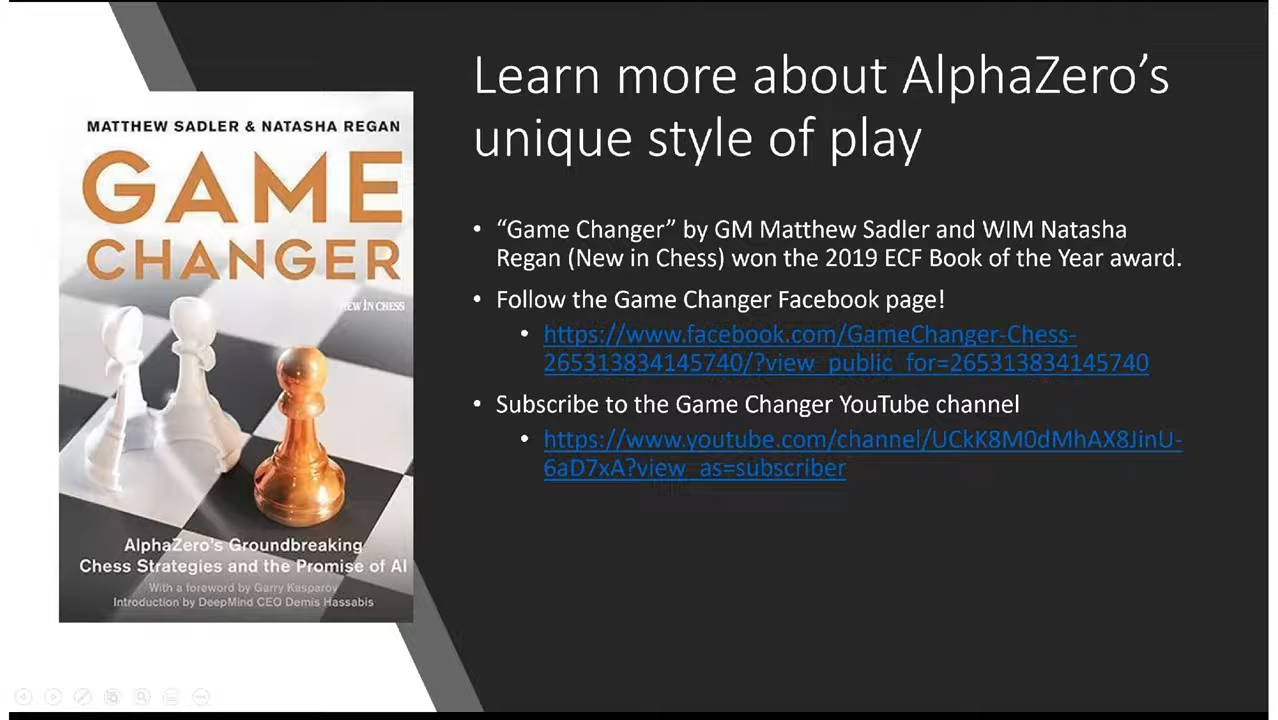 MATTHEW SADLER & NATASHA REGAN
GAME
CHANGER
NEW IN CHESS
AlphaZero's Groundbreaking
Chess Strategies and the Promise of AI
With a foreword by Garry Kasparov
Introduction by DeepMind CEO Demis Hassabis
Learn more about AlphaZero’s
unique style of play
• “Game Changer” by GM Matthew Sadler and WIM Natasha
Regan (New in Chess) won the 2019 ECF Book of the Year award.
• Follow the Game Changer Facebook page!
• https://www.facebook.com/GameChanger-Chess-
265313834145740/?view_public_for=265313834145740
• Subscribe to the Game Changer YouTube channel
• https://www.youtube.com/channel/UCkK8M0dMhAX8JinU-
6aD7xA?view_as=subscriber